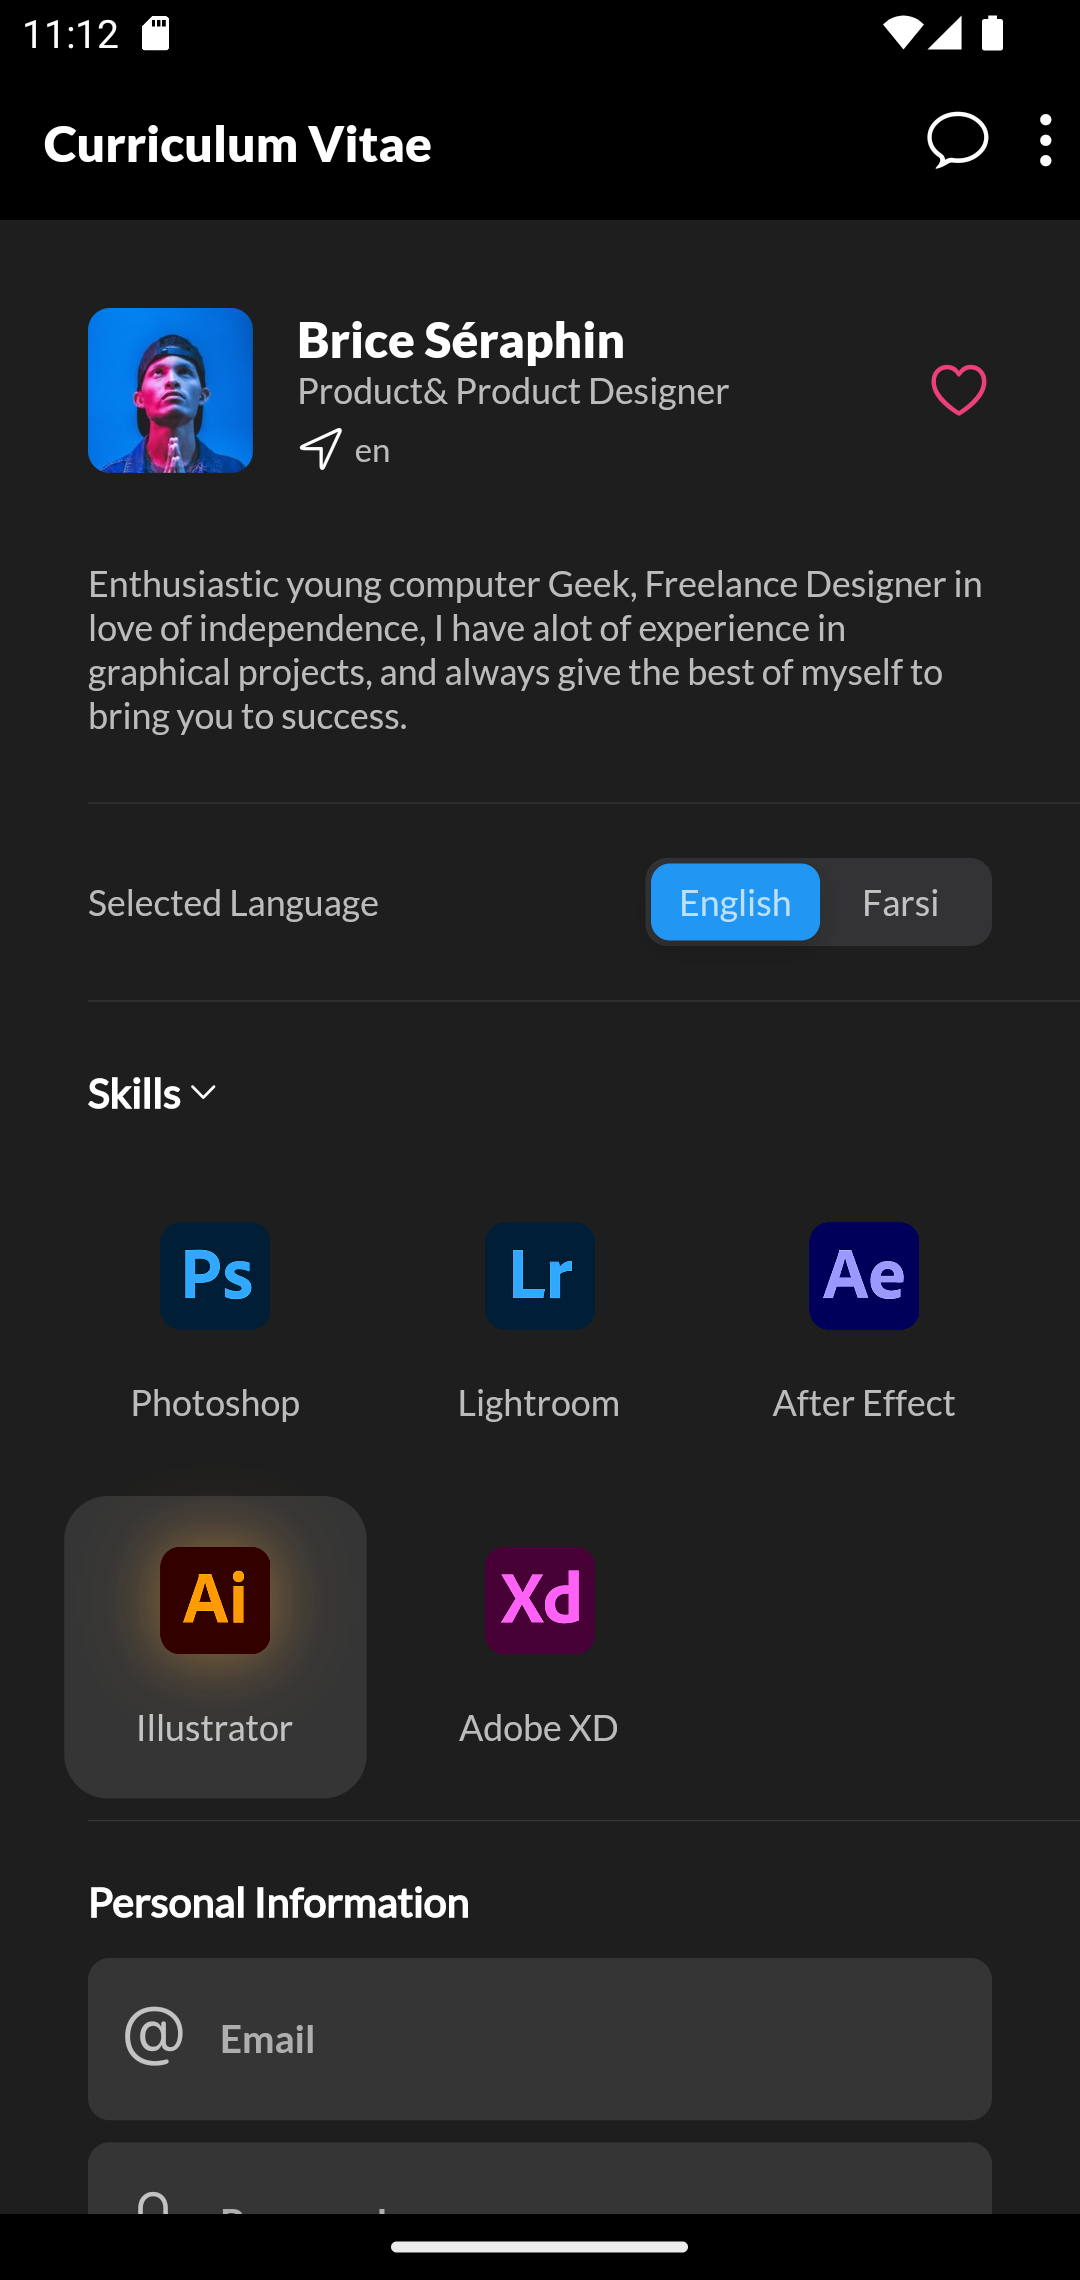 11:12
Curriculum Vitae
Brice Séraphin
Product& Product Designer
en
Enthusiastic young computer Geek, Freelance Designer in
love of independence, I have alot of experience in
graphical projects, and always give the best of myself to
bring you to success.
Selected Language
English
Farsi
Skills
Ps
Lr
Ae
Photoshop
Lightroom
After Effect
Ai
Xd
Illustrator
Adobe XD
Personal Information
@ Email